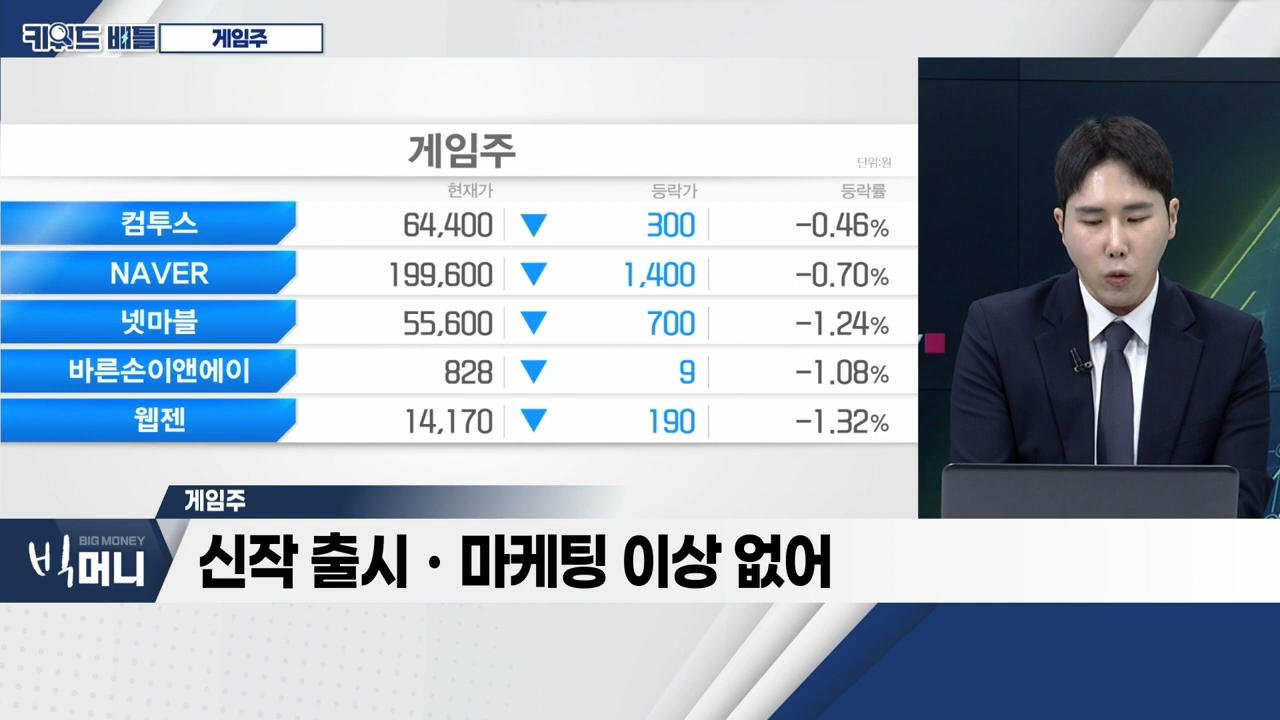 키워드 배틀 게임주
게임주
단위:원
현재가 등락가 등락률
컴투스 64,400 ▼ 300 -0.46%
NAVER 199,600 ▼ 1,400 -0.70%
넷마블 55,600 ▼ 700 -1.24%
바른손이앤에이 828 ▼ 9 -1.08%
웹젠 14,170 ▼ 190 -1.32%
게임주
BIG MONEY
빅머니
신작 출시·마케팅 이상 없어